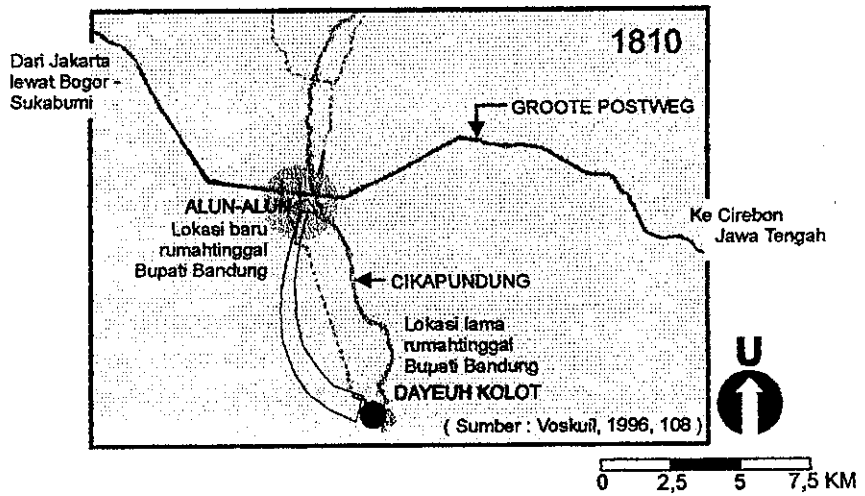 1810
Dari Jakarta
lewat Bogor -
Sukabumi
GROOTE POSTWEG
ALUN-ALUN
Lokasi baru
rumahtinggal
Bupati Bandung
Ke Cirebon
Jawa Tengah
CIKAPUNDUNG
Lokasi lama
rumahtinggal
Bupati Bandung
DAYEUH KOLOT
( Sumber : Voskuil, 1996, 108 )
U
0 2,5 5 7,5 KM